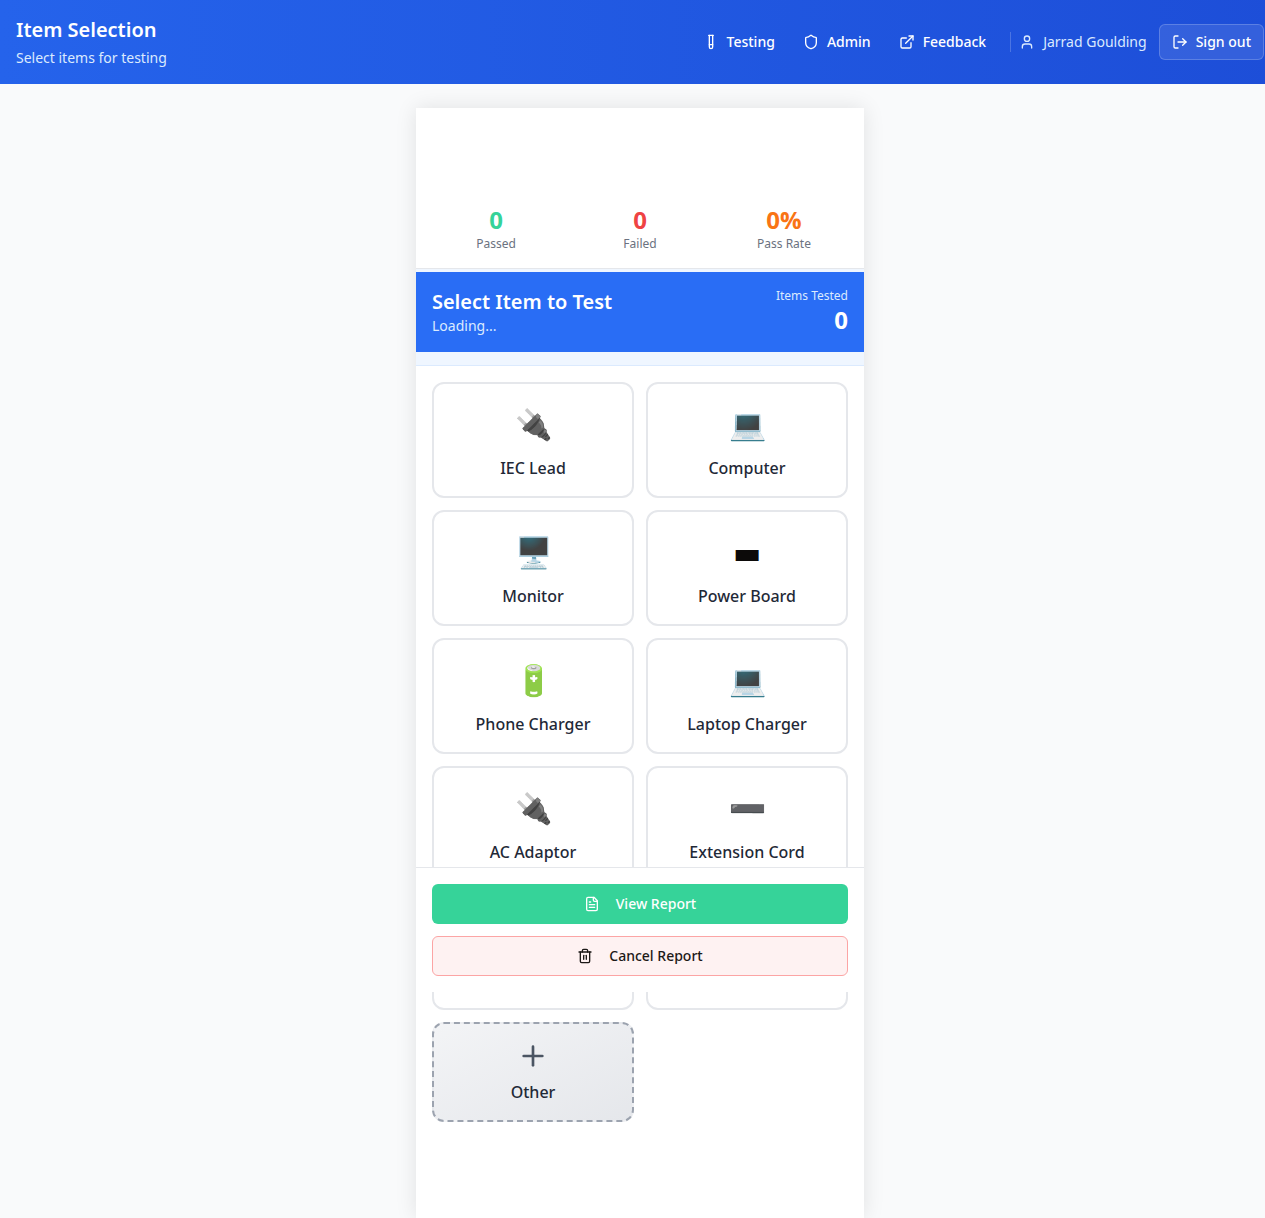 Item Selection
Select items for testing
Testing
Admin
Feedback
Jarrad Goulding
Sign out
0
Passed
0
Failed
0%
Pass Rate
Select Item to Test
Loading...
Items Tested
0
IEC Lead
Computer
Monitor
Power Board
Phone Charger
Laptop Charger
AC Adaptor
Extension Cord
View Report
Cancel Report
Other